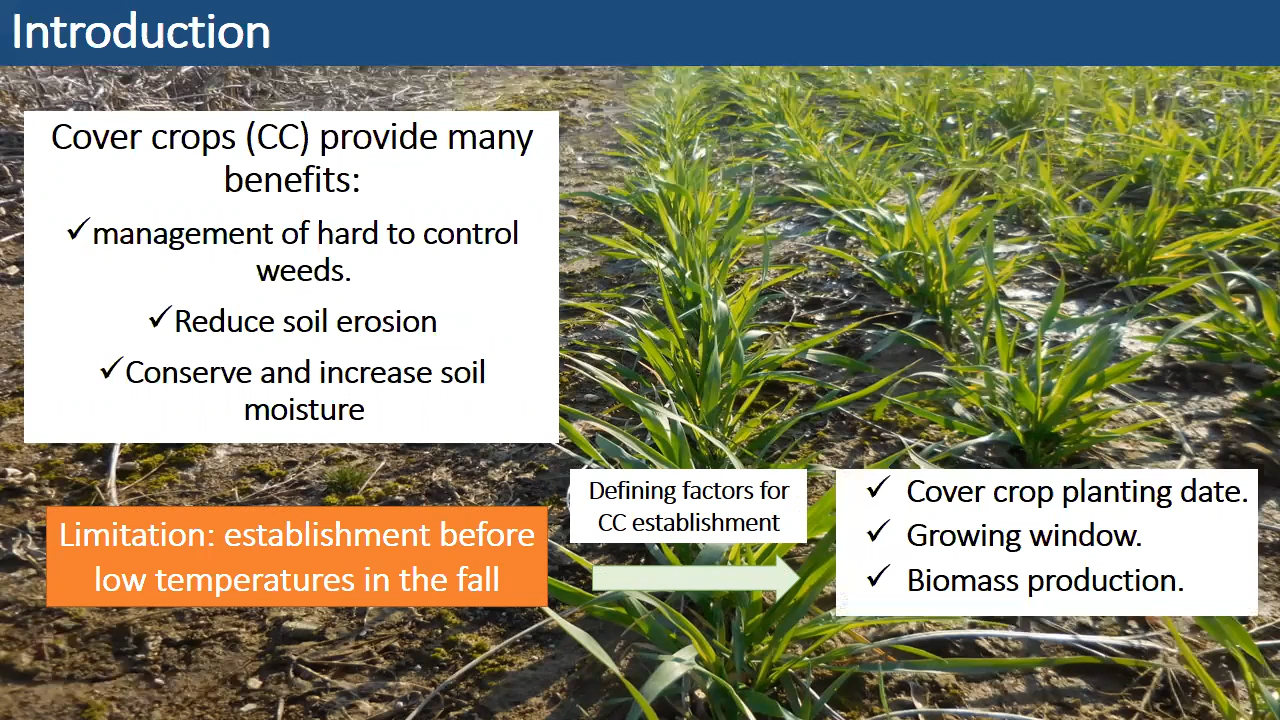 Introduction
Cover crops (CC) provide many
benefits:
✓management of hard to control
weeds.
✓Reduce soil erosion
✓Conserve and increase soil
moisture
Limitation: establishment before
low temperatures in the fall
Defining factors for
CC establishment
✓ Cover crop planting date.
✓ Growing window.
✓ Biomass production.